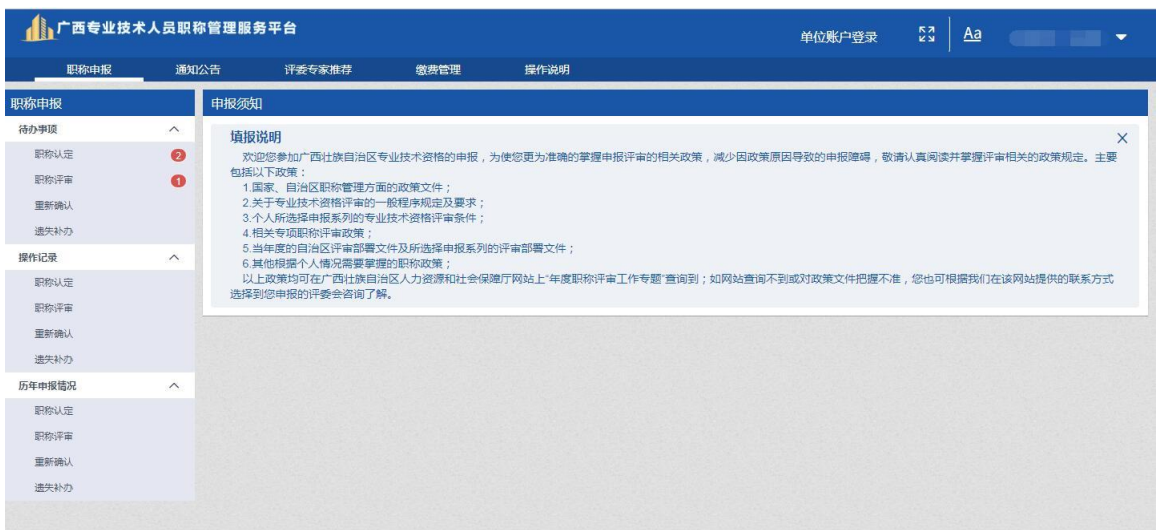 广西专业技术人员职称管理服务平台
单位账户登录
Aa
职称申报 通知公告 评委专家推荐 缴费管理 操作说明
职称申报
待办事项
职称认定 2
职称评审 1
重新确认
遗失补办
操作记录
职称认定
职称评审
重新确认
遗失补办
历年申报情况
职称认定
职称评审
重新确认
遗失补办
申报须知
填报说明
欢迎您参加广西壮族自治区专业技术资格的申报，为使您更为准确的掌握申报评审的相关政策，减少因政策原因导致的申报障碍，敬请认真阅读并掌握评审相关的政策规定。主要
包括以下政策：
1.国家、自治区职称管理方面的政策文件；
2.关于专业技术资格评审的一般程序规定及要求；
3.个人所选择申报系列的专业技术资格评审条件；
4.相关专项职称评审政策；
5.当年度的自治区评审部署文件及所选择申报系列的评审部署文件；
6.其他根据个人情况需要掌握的职称政策；
以上政策均可在广西壮族自治区人力资源和社会保障厅网站上“年度职称评审工作专题”查询到；如网站查询不到或对政策文件把握不准，您也可根据我们在该网站提供的联系方式
选择到您申报的评委会咨询了解。